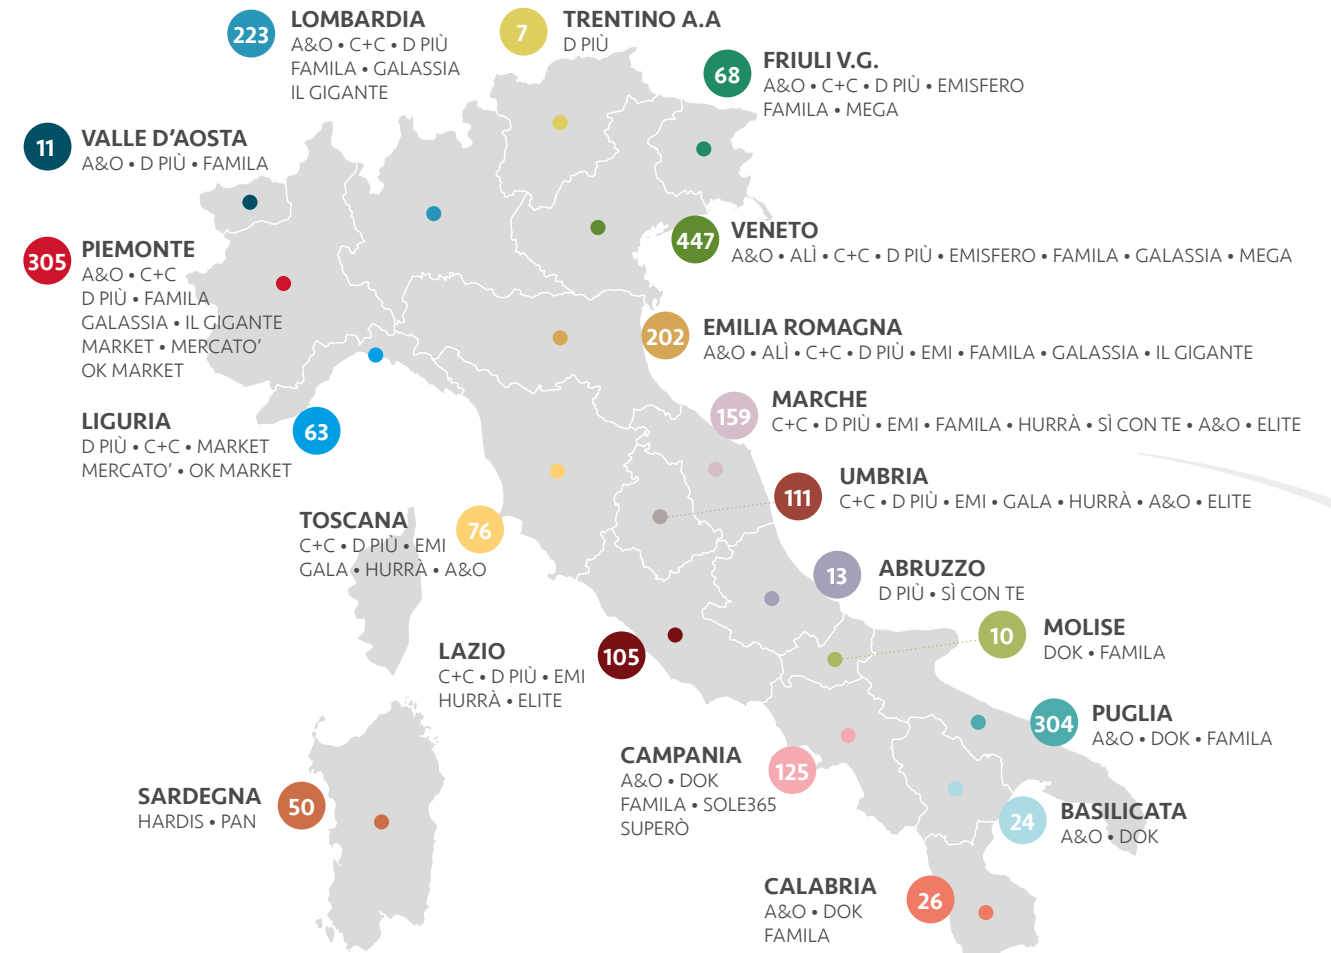 223
LOMBARDIA
A&O • C+C • D PIÙ
FAMILA • GALASSIA
IL GIGANTE
7
TRENTINO A.A
D PIÙ
68
FRIULI V.G.
A&O • C+C • D PIÙ • EMISFERO
FAMILA • MEGA
11
VALLE D’AOSTA
A&O • D PIÙ • FAMILA
305
PIEMONTE
A&O • C+C
D PIÙ • FAMILA
GALASSIA • IL GIGANTE
MARKET • MERCATO’
OK MARKET
447
VENETO
A&O • ALÌ • C+C • D PIÙ • EMISFERO • FAMILA • GALASSIA • MEGA
202
EMILIA ROMAGNA
A&O • ALÌ • C+C • D PIÙ • EMI • FAMILA • GALASSIA • IL GIGANTE
159
MARCHE
C+C • D PIÙ • EMI • FAMILA • HURRÀ • SÌ CON TE • A&O • ELITE
LIGURIA
D PIÙ • C+C • MARKET
MERCATO’ • OK MARKET
63
111
UMBRIA
C+C • D PIÙ • EMI • GALA • HURRÀ • A&O • ELITE
TOSCANA
C+C • D PIÙ • EMI
GALA • HURRÀ • A&O
76
13
ABRUZZO
D PIÙ • SÌ CON TE
10
MOLISE
DOK • FAMILA
LAZIO
C+C • D PIÙ • EMI
HURRÀ • ELITE
105
304
PUGLIA
A&O • DOK • FAMILA
CAMPANIA
A&O • DOK
FAMILA • SOLE365
SUPERÒ
125
SARDEGNA
HARDIS • PAN
50
24
BASILICATA
A&O • DOK
CALABRIA
A&O • DOK
FAMILA
26